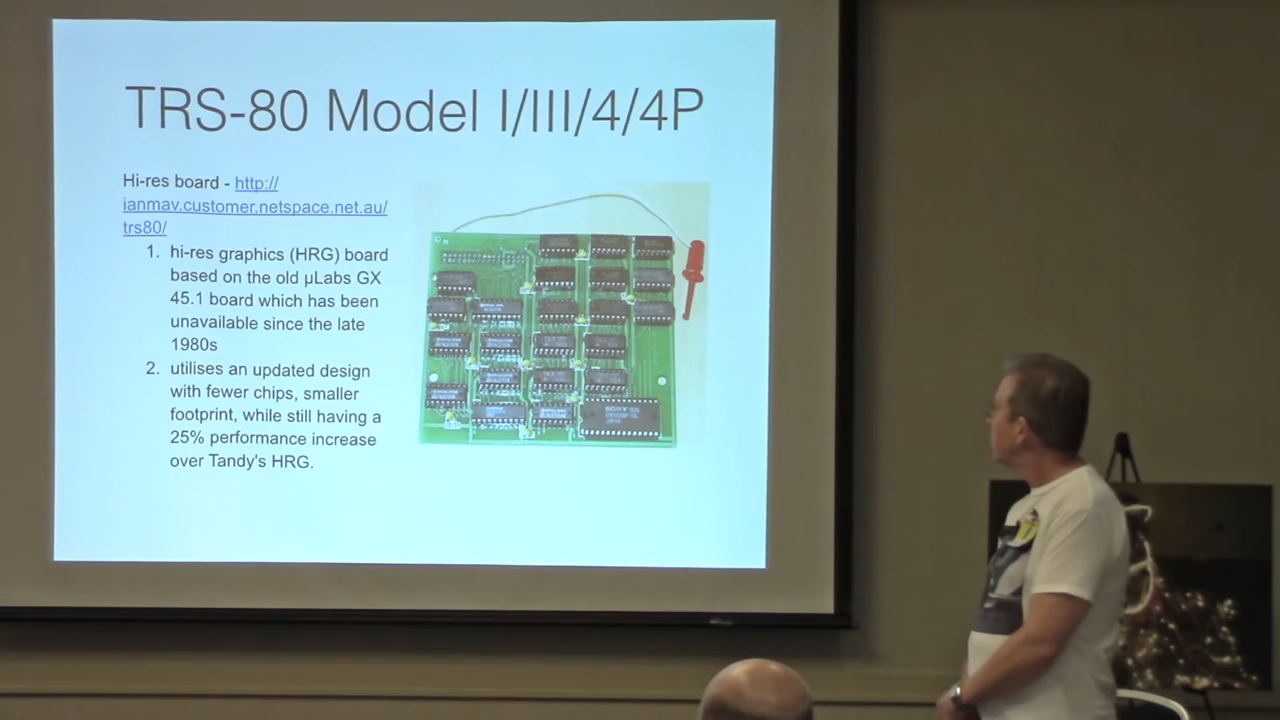 TRS-80 Model I/III/4/4P
Hi-res board - http://
ianmav.customer.netspace.net.au/
trs80/
1. hi-res graphics (HRG) board
based on the old µLabs GX
45.1 board which has been
unavailable since the late
1980s
2. utilises an updated design
with fewer chips, smaller
footprint, while still having a
25% performance increase
over Tandy's HRG.
SONY